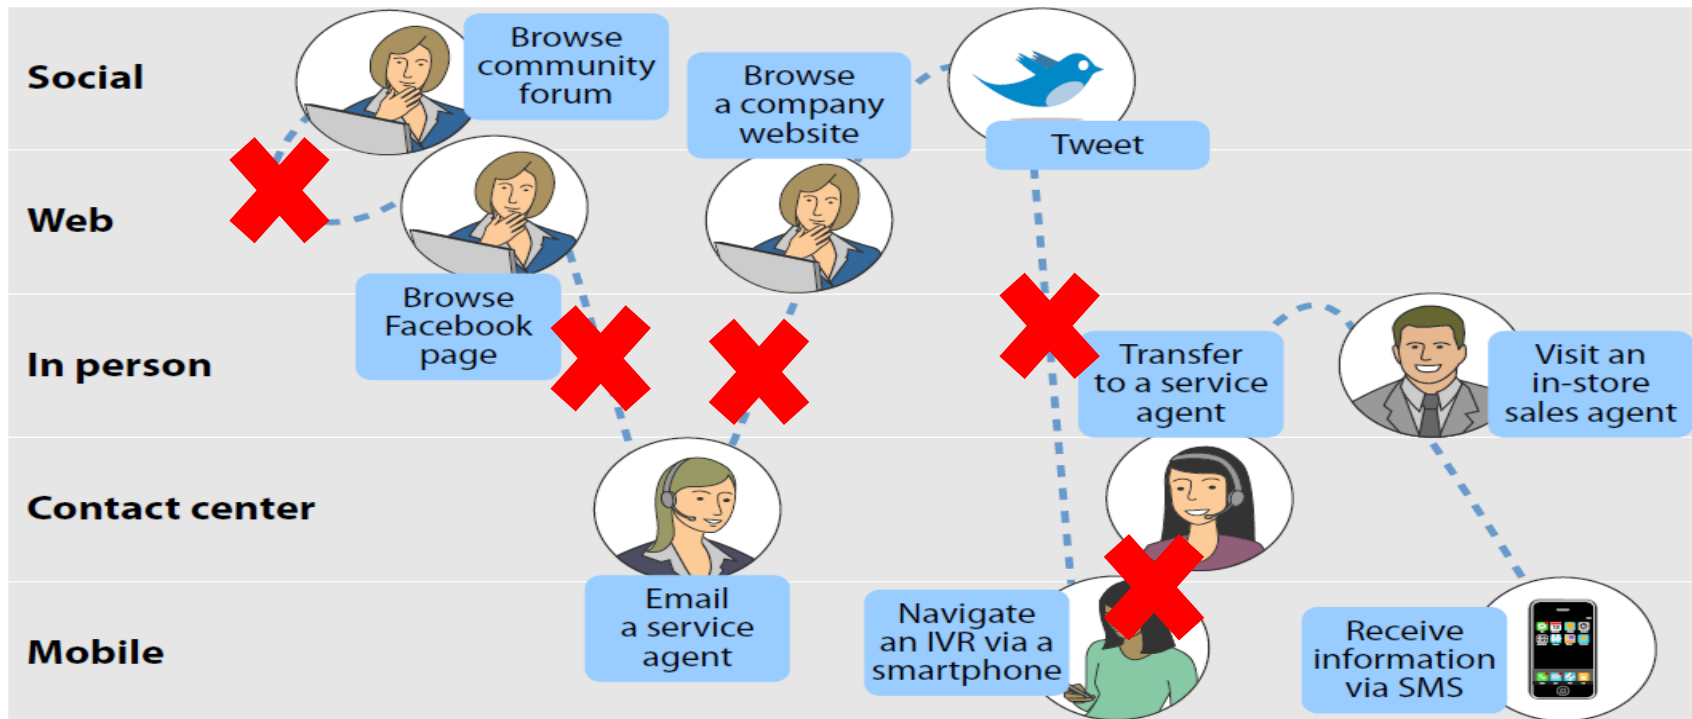 Social
Browse
community
forum
Browse
a company
website
Tweet
Web
Browse
Facebook
page
In person
Transfer
to a service
agent
Visit an
in-store
sales agent
Contact center
Email
a service
agent
Mobile
Navigate
an IVR via a
smartphone
Receive
information
via SMS